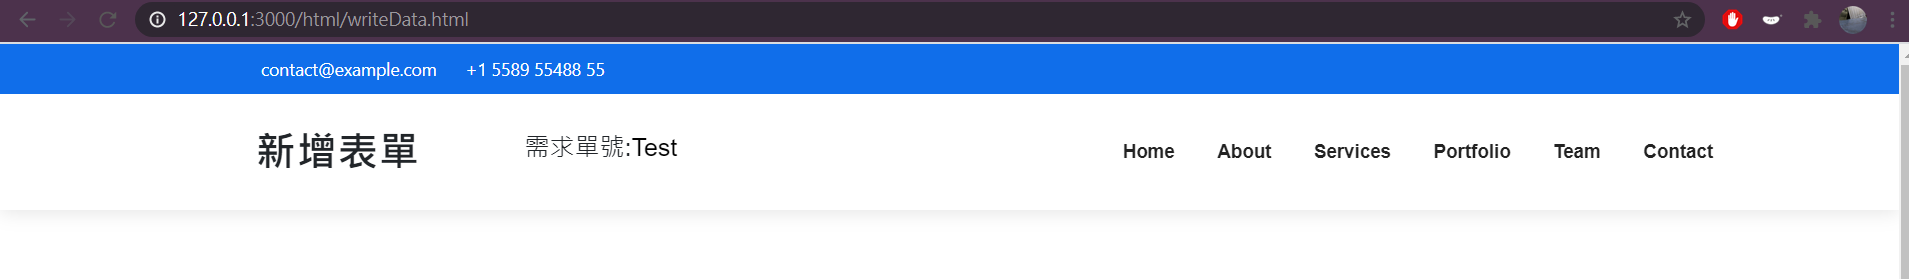 127.0.0.1:3000/html/writeData.html
contact@example.com +1 5589 55488 55
新增表單 需求單號:Test Home About Services Portfolio Team Contact